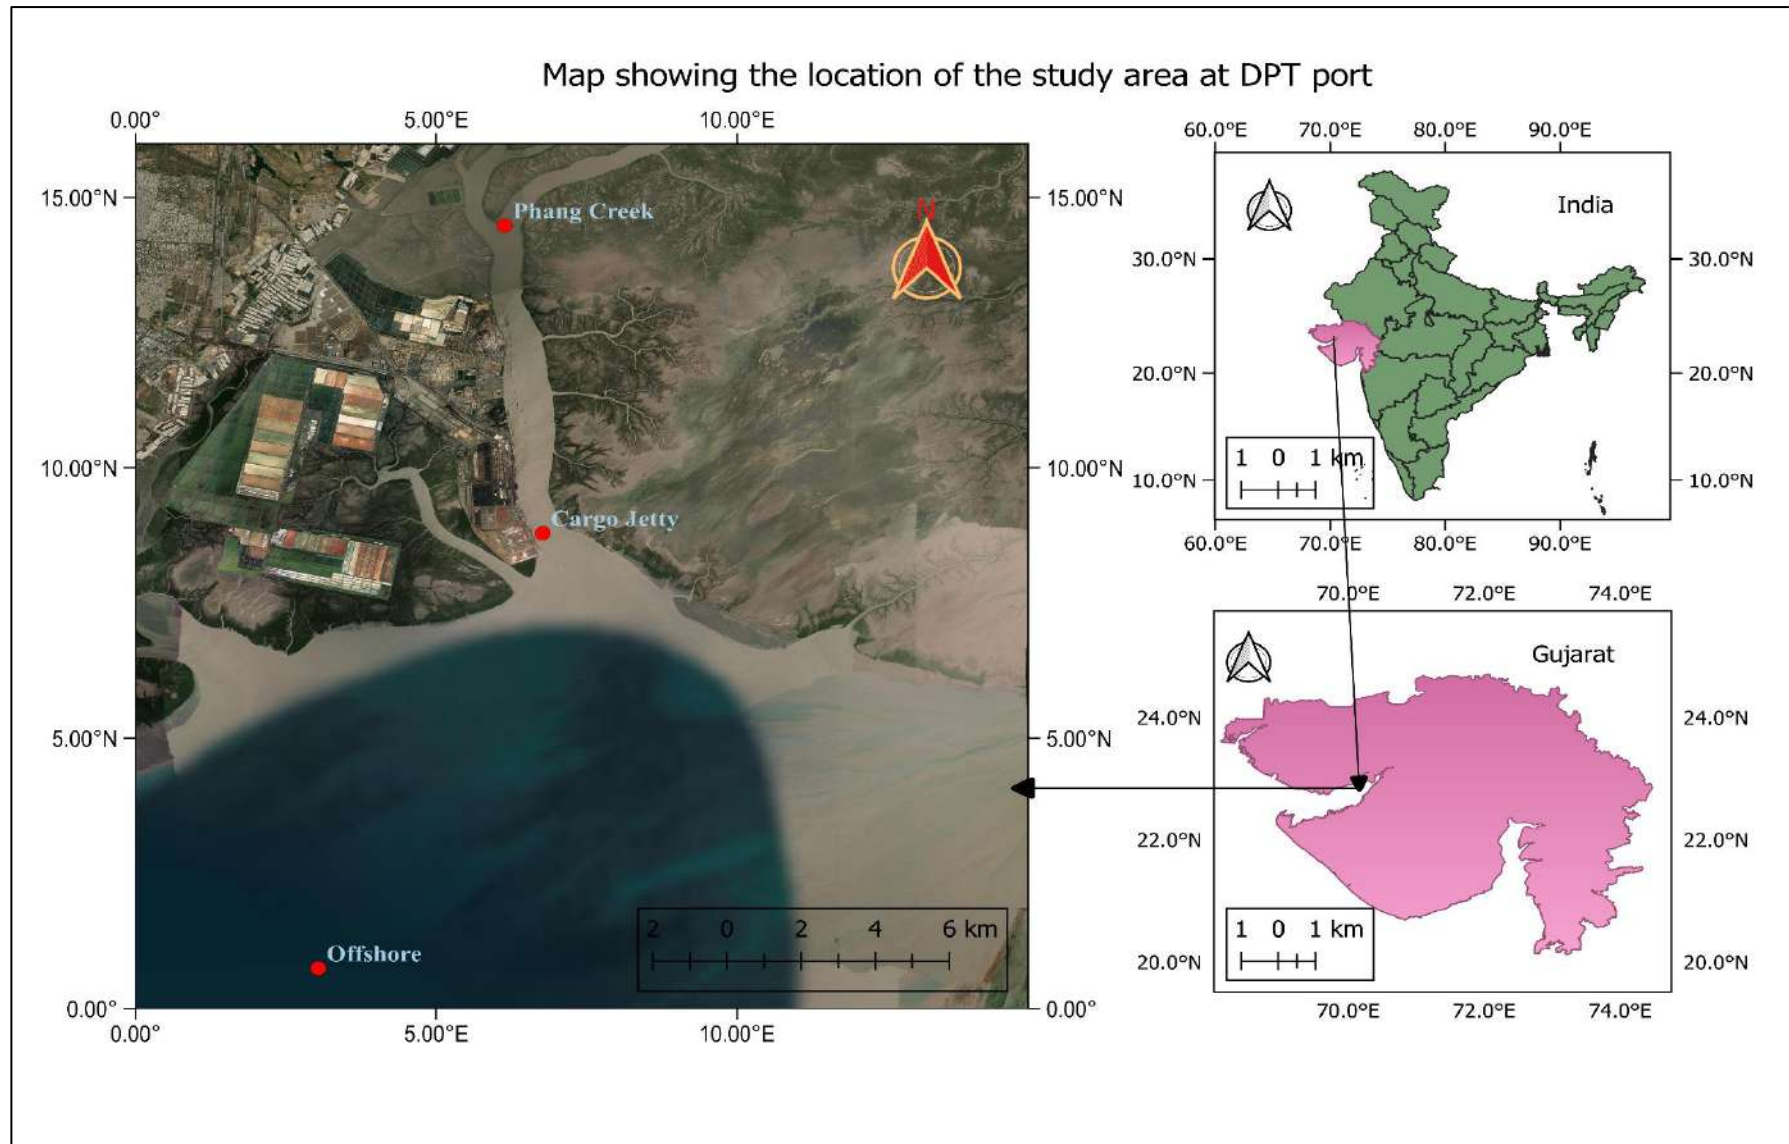 Map showing the location of the study area at DPT port
0.00° 5.00°E 10.00°E
15.00°N 15.00°N
10.00°N 10.00°N
5.00°N 5.00°N
0.00° 0.00°
0.00° 5.00°E 10.00°E
N
Phang Creek
Cargo Jetty
Offshore
2 0 2 4 6 km
60.0°E 70.0°E 80.0°E 90.0°E
India
30.0°N 30.0°N
20.0°N 20.0°N
10.0°N 10.0°N
1 0 1 km
60.0°E 70.0°E 80.0°E 90.0°E
70.0°E 72.0°E 74.0°E
Gujarat
24.0°N 24.0°N
22.0°N 22.0°N
20.0°N 20.0°N
1 0 1 km
70.0°E 72.0°E 74.0°E